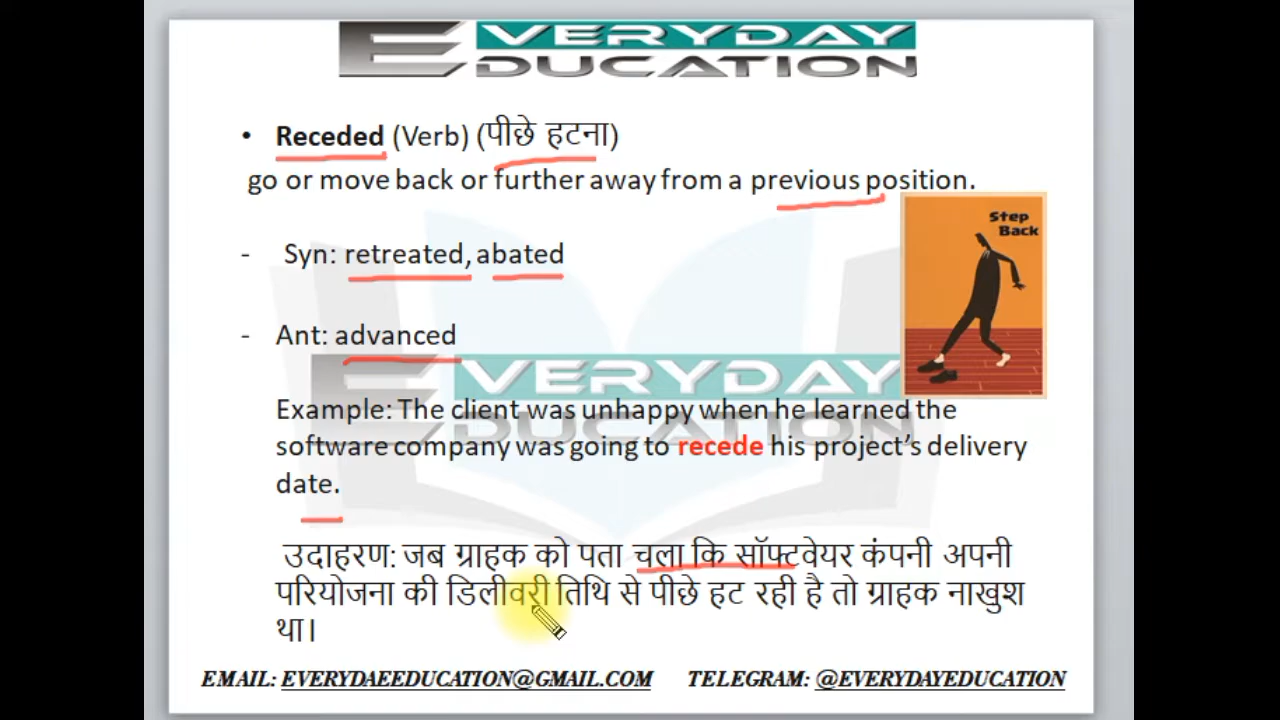 EVERYDAY
EDUCATION
• Receded (Verb) (पीछे हटना)
go or move back or further away from a previous position.
Step
Back
- Syn: retreated, abated
- Ant: advanced
EVERYDAY
EDUCATION
Example: The client was unhappy when he learned the
software company was going to recede his project’s delivery
date.
उदाहरण: जब ग्राहक को पता चला कि सॉफ्टवेयर कंपनी अपनी
परियोजना की डिलीवरी तिथि से पीछे हट रही है तो ग्राहक नाखुश
था।
EMAIL: EVERYDAEEDUCATION@GMAIL.COM TELEGRAM: @EVERYDAYEDUCATION